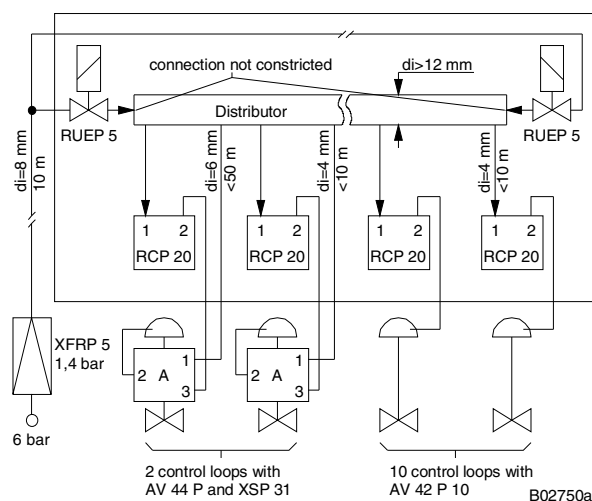 connection not constricted
di>12 mm
Distributor
RUEP 5
RUEP 5
di=8 mm
10 m
di=6 mm
<50 m
di=4 mm
<10 m
di=4 mm
<10 m
1 2
RCP 20
1 2
RCP 20
1 2
RCP 20
1 2
RCP 20
XFRP 5
1,4 bar
6 bar
2 A 1
3
2 A 1
3
2 control loops with
AV 44 P and XSP 31
10 control loops with
AV 42 P 10
B02750a